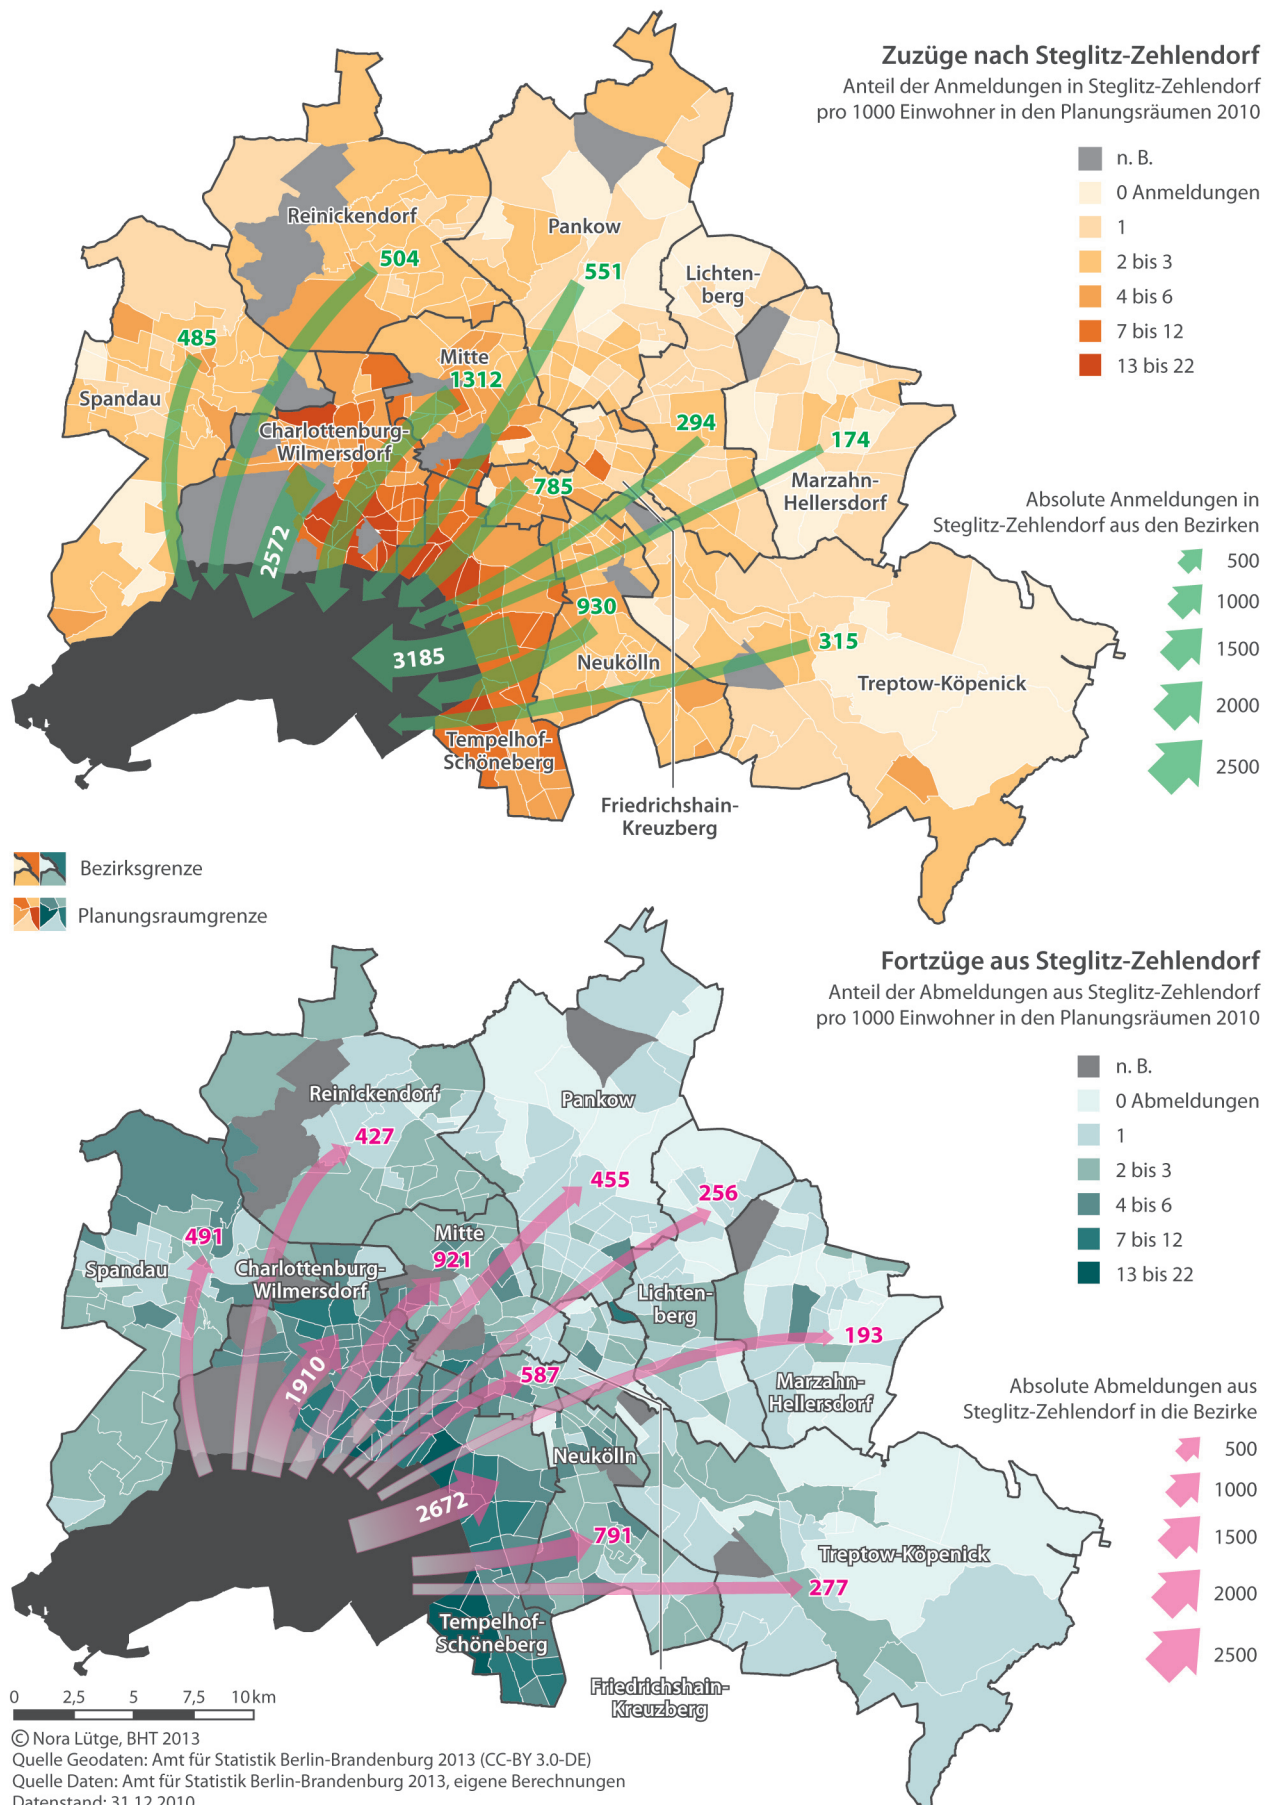 Zuzüge nach Steglitz-Zehlendorf
Anteil der Anmeldungen in Steglitz-Zehlendorf
pro 1000 Einwohner in den Planungsräumen 2010
n. B.
0 Anmeldungen
1
2 bis 3
4 bis 6
7 bis 12
13 bis 22
Reinickendorf
504
Pankow
551
Lichten-
berg
485
Spandau
Mitte
1312
Charlottenburg-
Wilmersdorf
294
174
Marzahn-
Hellersdorf
785
2572
930
3185
Neukölln
315
Treptow-Köpenick
Tempelhof-
Schöneberg
Friedrichshain-
Kreuzberg
Absolute Anmeldungen in
Steglitz-Zehlendorf aus den Bezirken
500
1000
1500
2000
2500
Bezirksgrenze
Planungsraumgrenze
Fortzüge aus Steglitz-Zehlendorf
Anteil der Abmeldungen aus Steglitz-Zehlendorf
pro 1000 Einwohner in den Planungsräumen 2010
n. B.
0 Abmeldungen
1
2 bis 3
4 bis 6
7 bis 12
13 bis 22
Reinickendorf
427
Pankow
455
256
491
Spandau
Mitte
921
Charlottenburg-
Wilmersdorf
Lichten-
berg
193
Marzahn-
Hellersdorf
587
1910
Neukölln
2672
791
Treptow-Köpenick
277
Tempelhof-
Schöneberg
Friedrichshain-
Kreuzberg
Absolute Abmeldungen aus
Steglitz-Zehlendorf in die Bezirke
500
1000
1500
2000
2500
0 2,5 5 7,5 10 km
© Nora Lütge, BHT 2013
Quelle Geodaten: Amt für Statistik Berlin-Brandenburg 2013 (CC-BY 3.0-DE)
Quelle Daten: Amt für Statistik Berlin-Brandenburg 2013, eigene Berechnungen
Datenstand: 31.12.2010